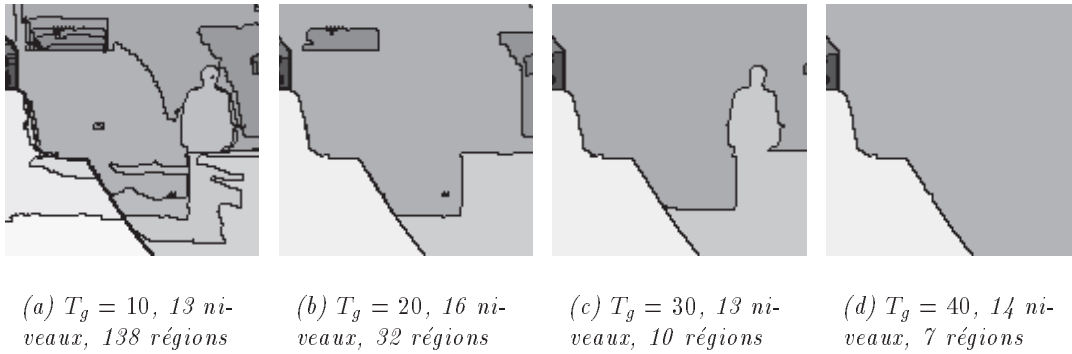 (a) T_g = 10, 13 ni-
veaux, 138 régions
(b) T_g = 20, 16 ni-
veaux, 32 régions
(c) T_g = 30, 13 ni-
veaux, 10 régions
(d) T_g = 40, 14 ni-
veaux, 7 régions